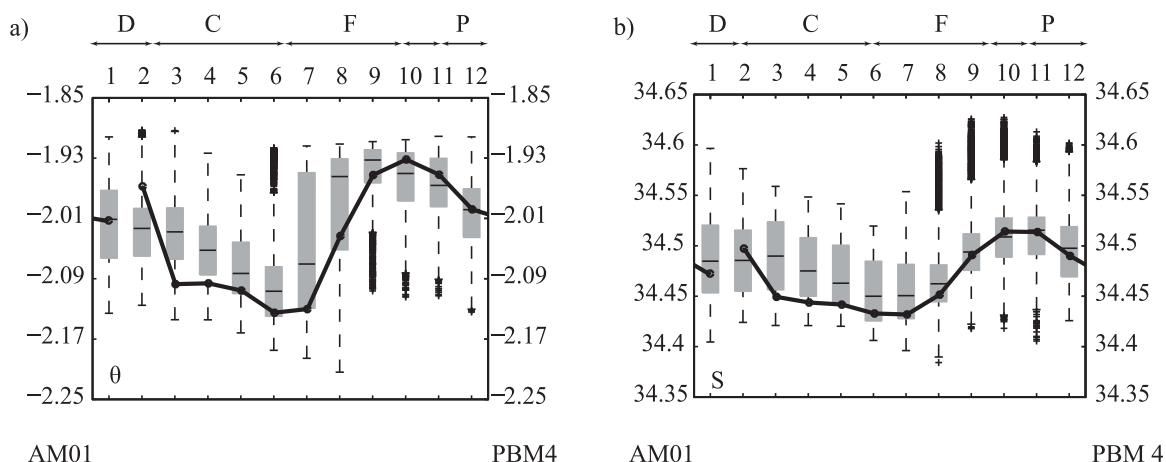 a) D C F P
1 2 3 4 5 6 7 8 9 10 11 12
−1.85 −1.85
−1.93 −1.93
−2.01 −2.01
−2.09 −2.09
−2.17 −2.17
θ
−2.25 −2.25
AM01 PBM4
b) D C F P
1 2 3 4 5 6 7 8 9 10 11 12
34.65 34.65
34.6 34.6
34.55 34.55
34.5 34.5
34.45 34.45
34.4 34.4
S
34.35 34.35
AM01 PBM 4